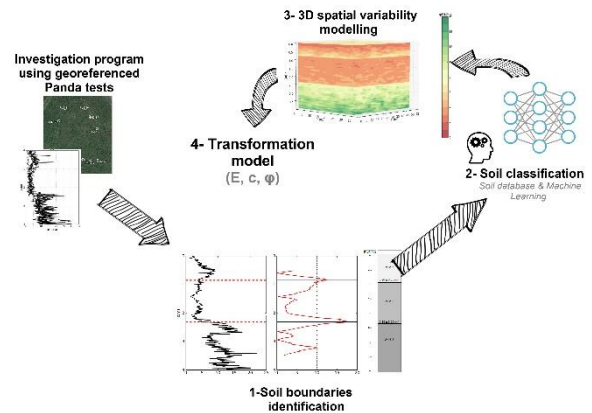 3- 3D spatial variability
modelling
Investigation program
using georeferenced
Panda tests
4- Transformation
model
(E, c, φ)
2- Soil classification
Soil database & Machine
Learning
1-Soil boundaries
identification